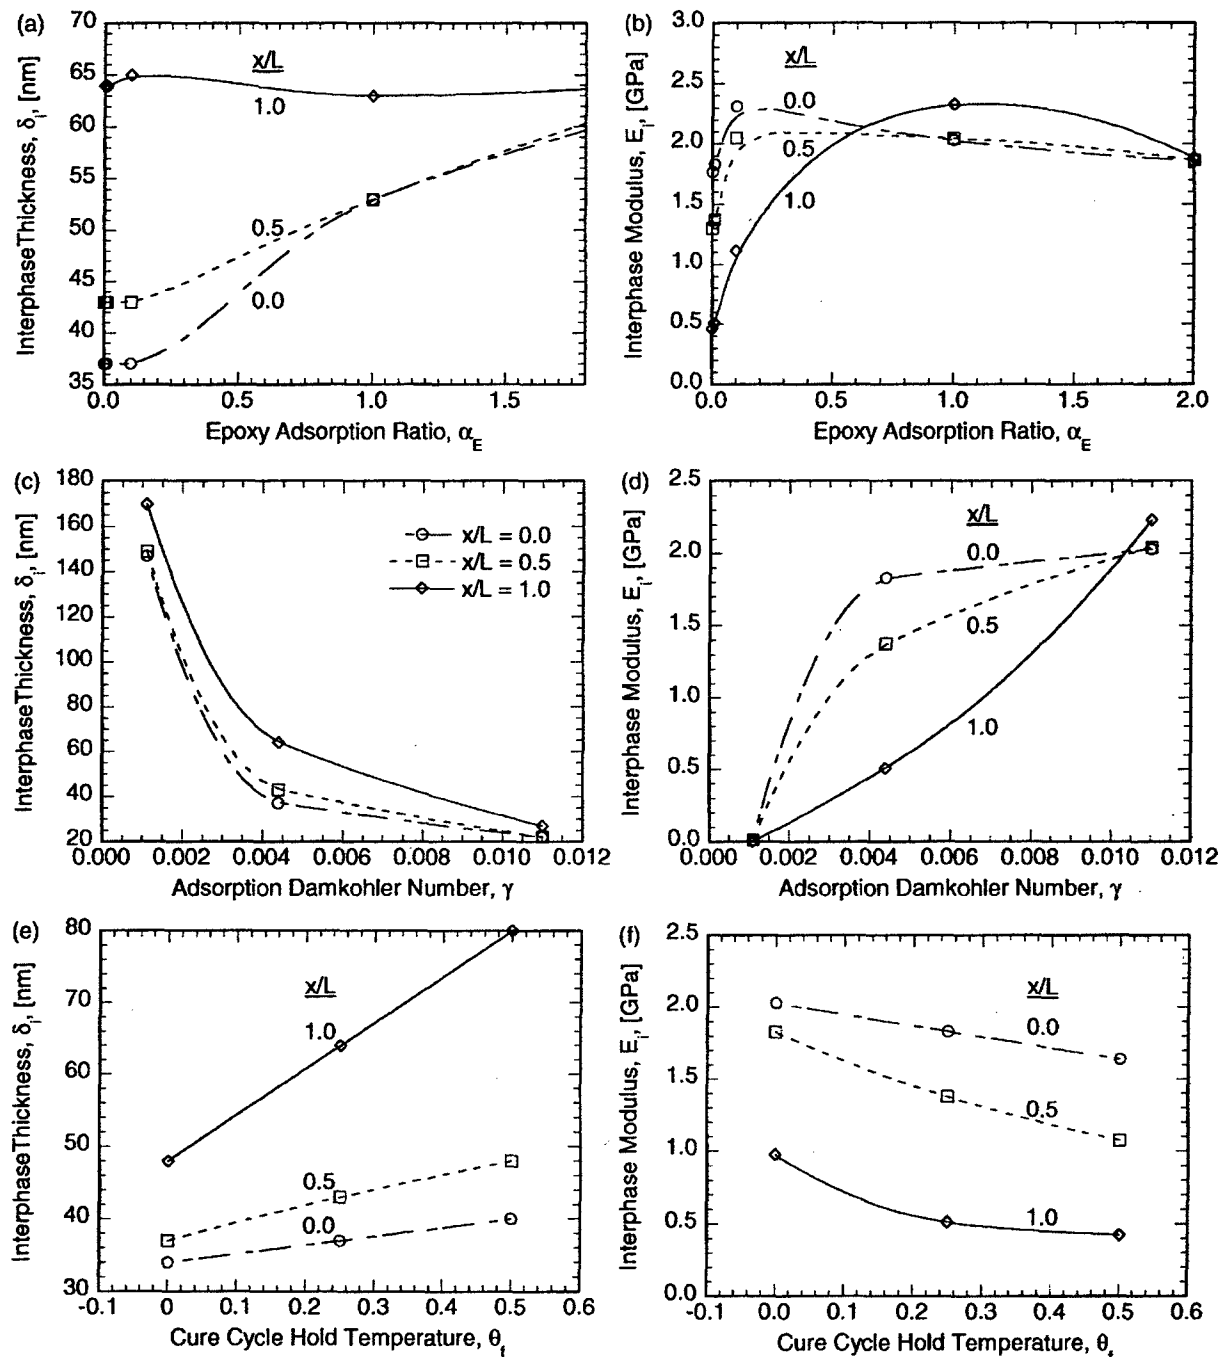 (a)
70
65
60
55
50
45
40
35
Interphase Thickness, δi, [nm]
x/L
1.0
0.5
0.0
0.0 0.5 1.0 1.5
Epoxy Adsorption Ratio, αE
(b)
3.0
2.5
2.0
1.5
1.0
0.5
0.0
Interphase Modulus, Ei, [GPa]
x/L
0.0
0.5
1.0
0.0 0.5 1.0 1.5 2.0
Epoxy Adsorption Ratio, αE
(c)
180
160
140
120
100
80
60
40
20
Interphase Thickness, δi, [nm]
x/L = 0.0
x/L = 0.5
x/L = 1.0
0.000 0.002 0.004 0.006 0.008 0.010 0.012
Adsorption Damkohler Number, γ
(d)
2.5
2.0
1.5
1.0
0.5
0.0
Interphase Modulus, Ei, [GPa]
x/L
0.0
0.5
1.0
0.000 0.002 0.004 0.006 0.008 0.010 0.012
Adsorption Damkohler Number, γ
(e)
80
70
60
50
40
30
Interphase Thickness, δi, [nm]
x/L
1.0
0.5
0.0
-0.1 0 0.1 0.2 0.3 0.4 0.5 0.6
Cure Cycle Hold Temperature, θf
(f)
2.5
2.0
1.5
1.0
0.5
0.0
Interphase Modulus, Ei, [GPa]
x/L
0.0
0.5
1.0
-0.1 0.0 0.1 0.2 0.3 0.4 0.5 0.6
Cure Cycle Hold Temperature, θf